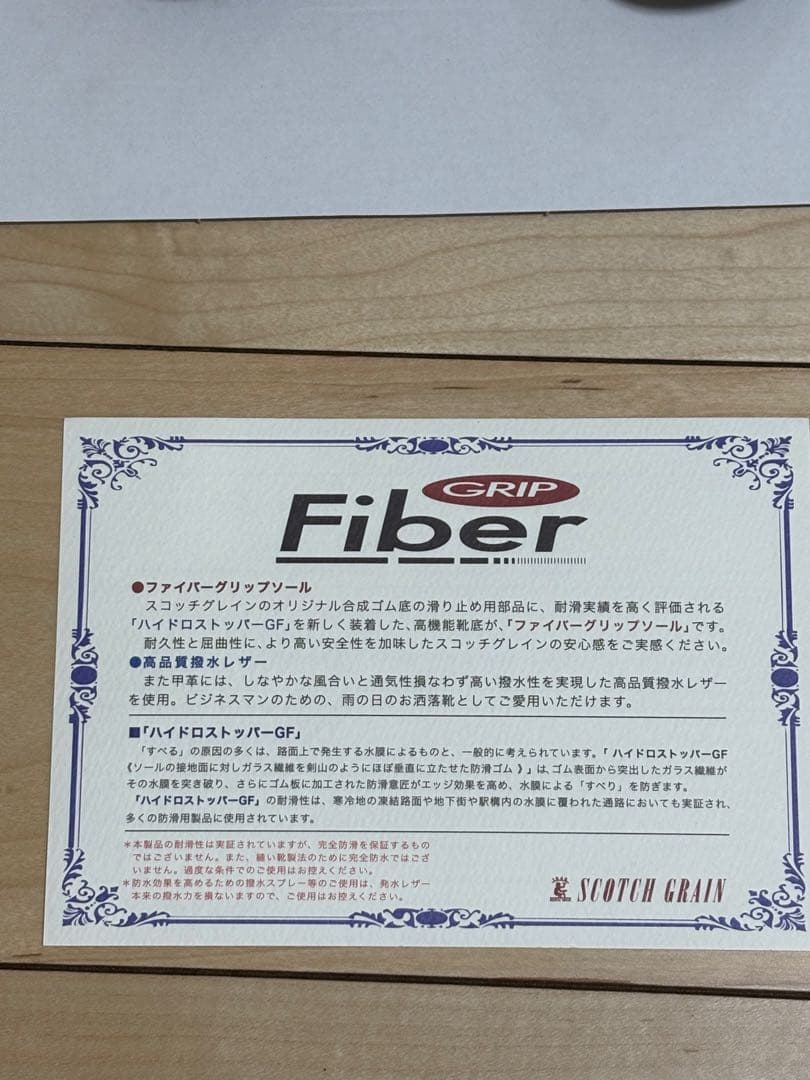 GRIP
Fiber
●ファイバーグリップソール
スコッチグレインのオリジナル合成ゴム底の滑り止め用部品に、耐滑実績を高く評価される
「ハイドロストッパーGF」を新しく装着した、高機能靴底が、「ファイバーグリップソール」です。
耐久性と屈曲性に、より高い安全性を加味したスコッチグレインの安心感をご実感ください。
●高品質撥水レザー
また甲革には、しなやかな風合いと通気性損なわず高い撥水性を実現した高品質撥水レザー
を使用。ビジネスマンのための、雨の日のお洒落靴としてご愛用いただけます。
■「ハイドロストッパーGF」
「すべる」の原因の多くは、路面上で発生する水膜によるものと、一般的に考えられています。「ハイドロストッパーGF
《ソールの接地面に対しガラス繊維を剣山のようにほぼ垂直に立たせた防滑ゴム》」は、ゴム表面から突出したガラス繊維が
その水膜を突き破り、さらにゴム板に加工された防滑意匠がエッジ効果を高め、水膜による「すべり」を防ぎます。
「ハイドロストッパーGF」の耐滑性は、寒冷地の凍結路面や地下街や駅構内の水膜に覆われた通路においても実証され、
多くの防滑用製品に使用されています。
＊本製品の耐滑性は実証されていますが、完全防滑を保証するもの
ではございません。また、縫い靴製法のために完全防水ではござ
いません。過度な条件でのご使用はお控えください。
＊防水効果を高めるための撥水スプレー等のご使用は、発水レザー
本来の撥水力を損ないますので、ご使用はお控えください。
SCOTCH GRAIN